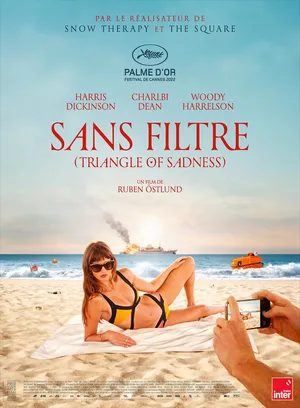 PAR LE RÉALISATEUR DE
SNOW THERAPY ET THE SQUARE
PALME D'OR
FESTIVAL DE CANNES 2022
HARRIS DICKINSON
CHARLBI DEAN
WOODY HARRELSON
SANS FILTRE
(TRIANGLE OF SADNESS)
UN FILM DE
RUBEN ÖSTLUND
france
inter